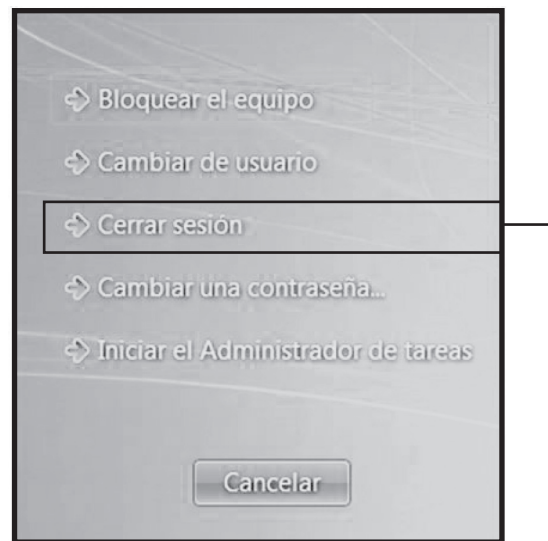 Bloquear el equipo
Cambiar de usuario
Cerrar sesión
Cambiar una contraseña...
Iniciar el Administrador de tareas
Cancelar